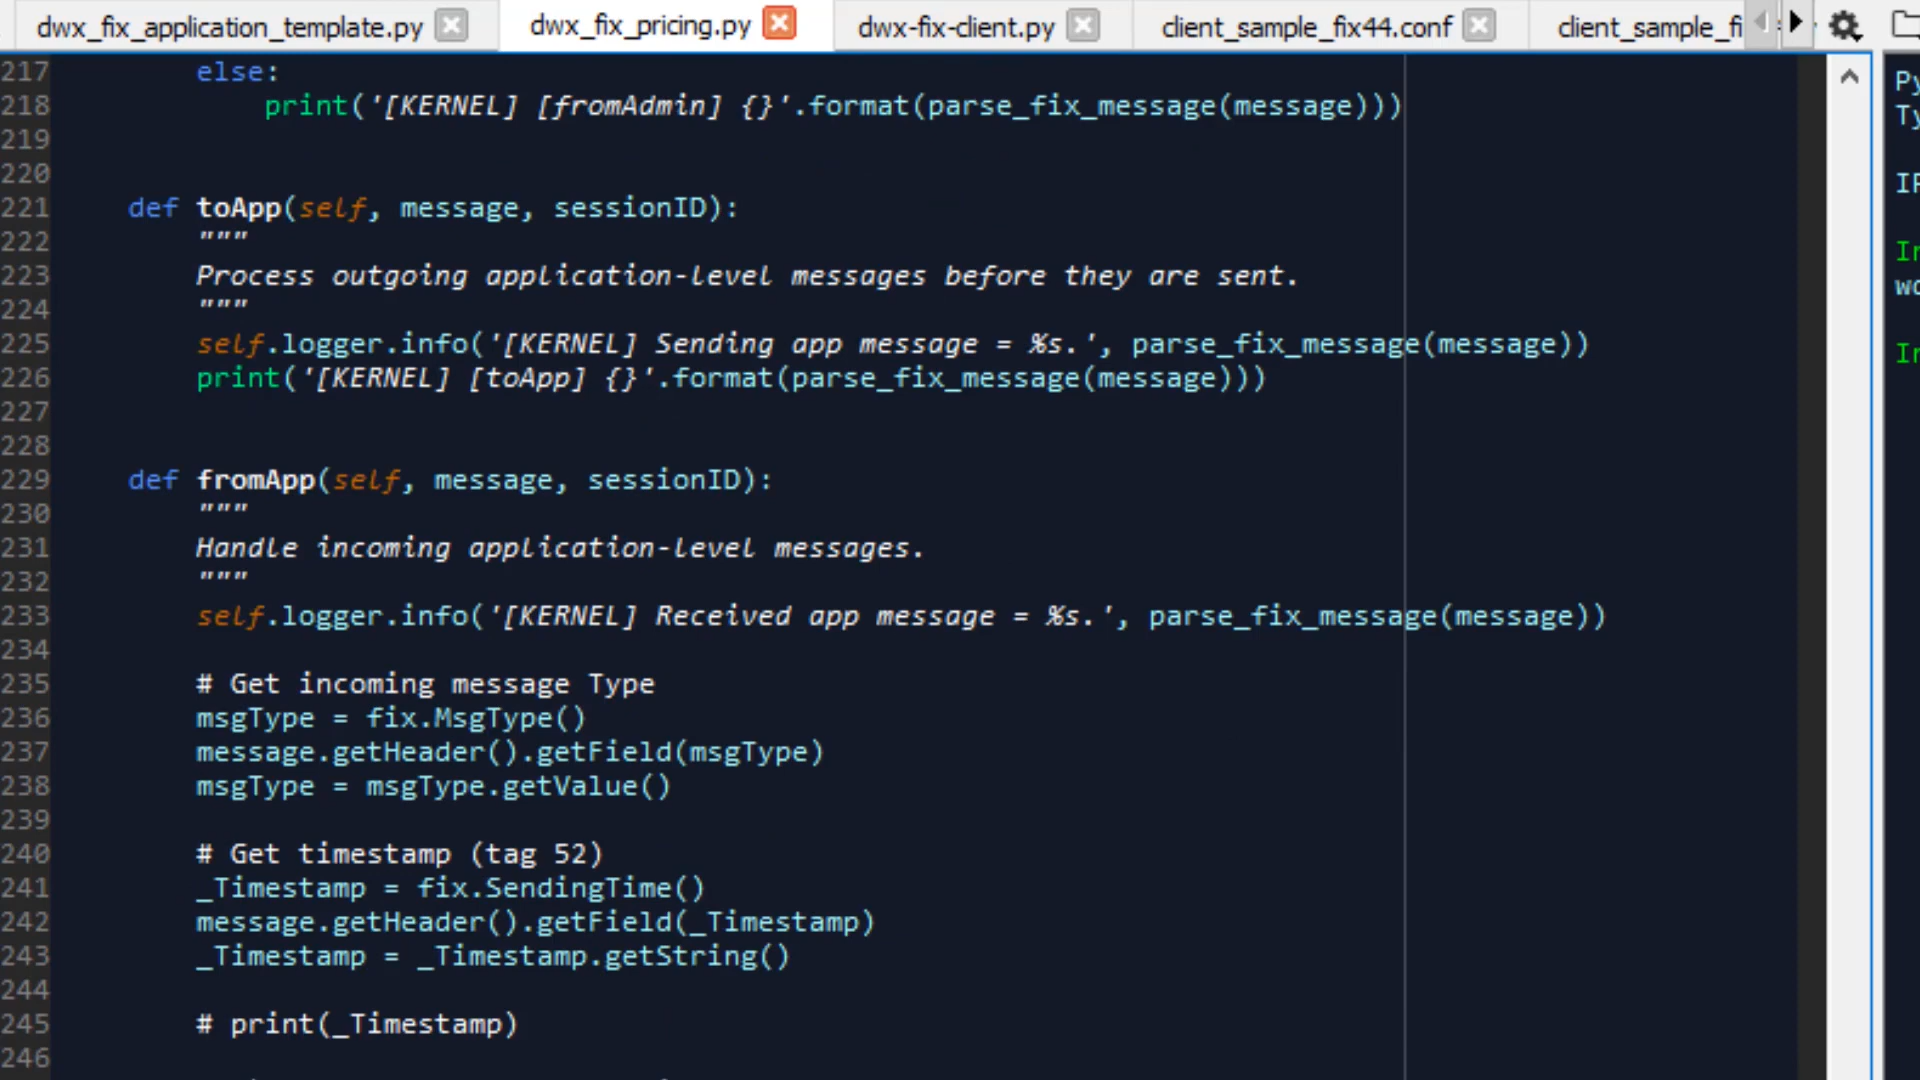 dwx_fix_application_template.py dwx_fix_pricing.py dwx-fix-client.py client_sample_fix44.conf client_sample_fi
217 else:
218 print('[KERNEL] [fromAdmin] {}'.format(parse_fix_message(message)))
219
220
221 def toApp(self, message, sessionID):
222 """
223 Process outgoing application-level messages before they are sent.
224 """
225 self.logger.info('[KERNEL] Sending app message = %s.', parse_fix_message(message))
226 print('[KERNEL] [toApp] {}'.format(parse_fix_message(message)))
227
228
229 def fromApp(self, message, sessionID):
230 """
231 Handle incoming application-level messages.
232 """
233 self.logger.info('[KERNEL] Received app message = %s.', parse_fix_message(message))
234
235 # Get incoming message Type
236 msgType = fix.MsgType()
237 message.getHeader().getField(msgType)
238 msgType = msgType.getValue()
239
240 # Get timestamp (tag 52)
241 _Timestamp = fix.SendingTime()
242 message.getHeader().getField(_Timestamp)
243 _Timestamp = _Timestamp.getString()
244
245 # print(_Timestamp)
246
Py
Ty
IP
In
wo
In